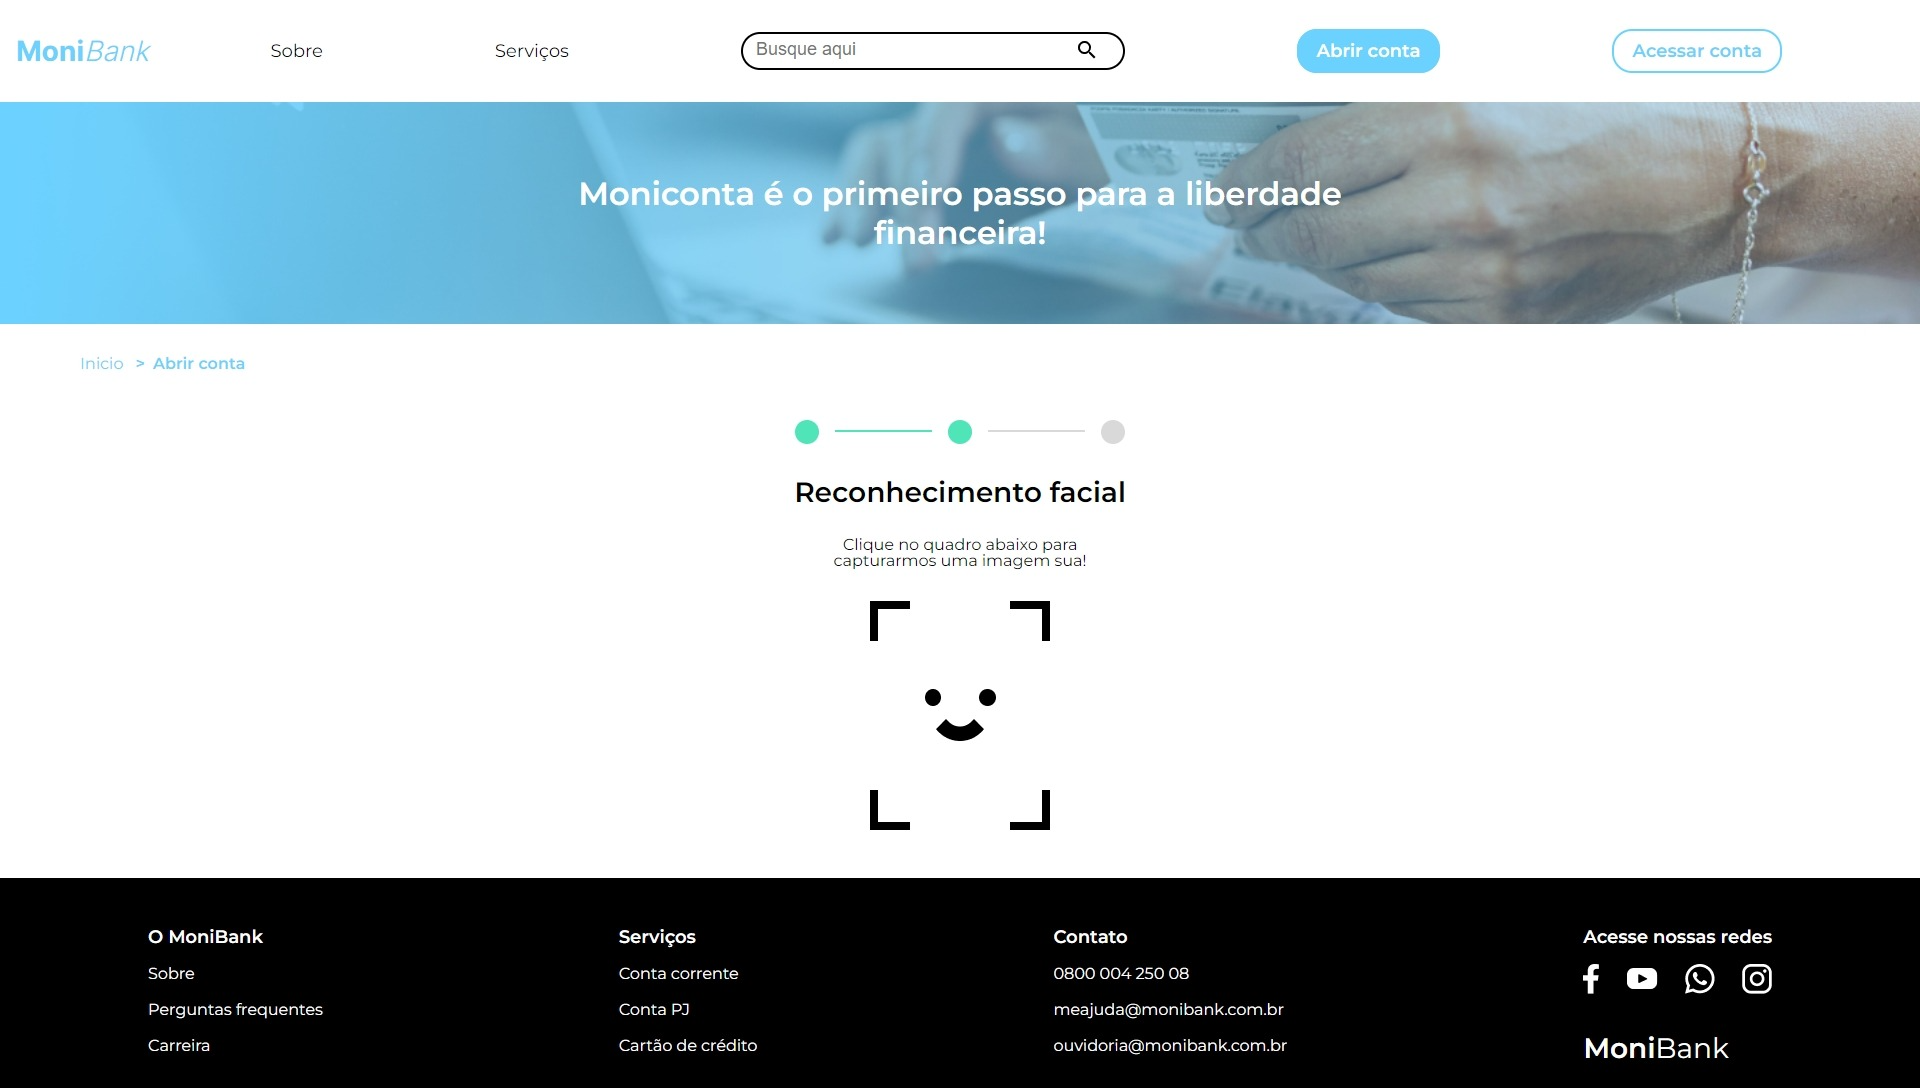 MoniBank
Sobre
Serviços
Busque aqui
Abrir conta
Acessar conta
Moniconta é o primeiro passo para a liberdade
financeira!
Inicio > Abrir conta
Reconhecimento facial
Clique no quadro abaixo para
capturarmos uma imagem sua!
O MoniBank
Sobre
Perguntas frequentes
Carreira
Serviços
Conta corrente
Conta PJ
Cartão de crédito
Contato
0800 004 250 08
meajuda@monibank.com.br
ouvidoria@monibank.com.br
Acesse nossas redes
MoniBank